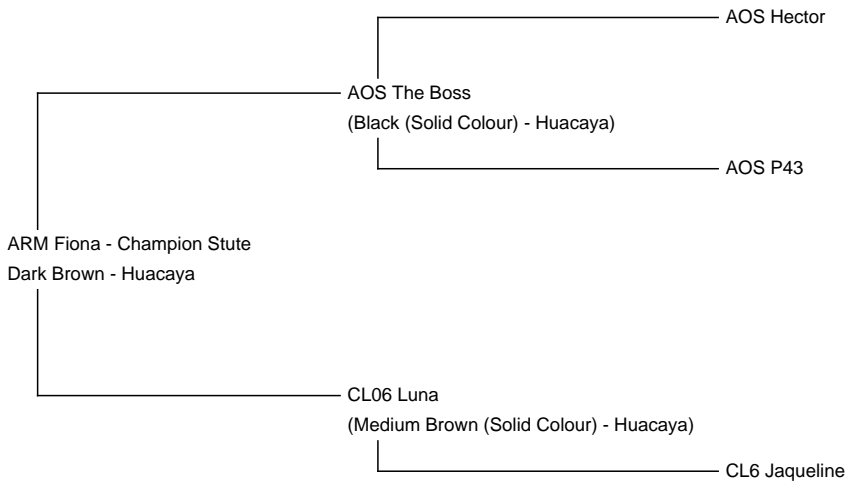 AOS Hector
AOS The Boss
(Black (Solid Colour) - Huacaya)
AOS P43
ARM Fiona - Champion Stute
Dark Brown - Huacaya
CL06 Luna
(Medium Brown (Solid Colour) - Huacaya)
CL6 Jaqueline